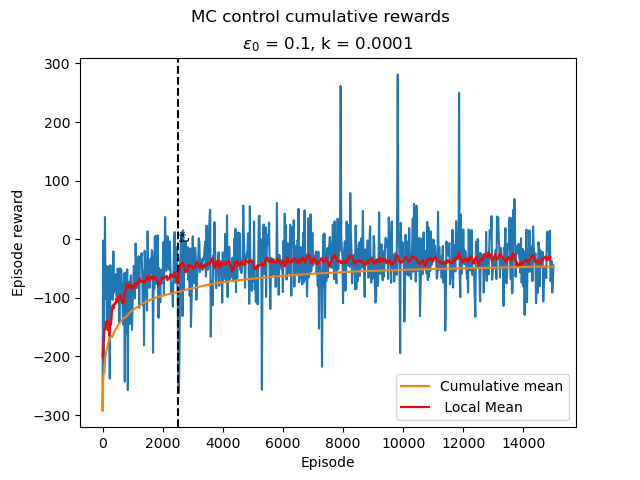 MC control cumulative rewards
ε₀ = 0.1, k = 0.0001
Episode reward
300
200
100
0
−100
−200
−300
t*
Cumulative mean
Local Mean
0
2000
4000
6000
8000
10000
12000
14000
Episode